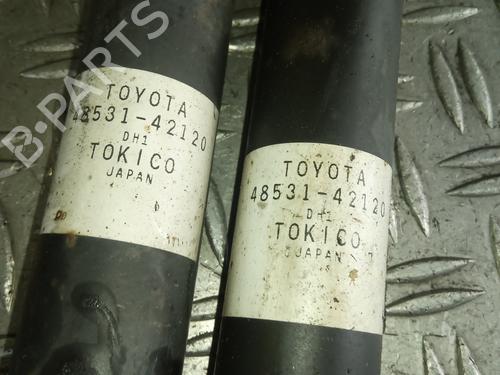 TOYOTA
48531-42120
DH1
TOKICO
JAPAN
TOYOTA
48531-42120
DH1
TOKICO
JAPAN
B-PARTS